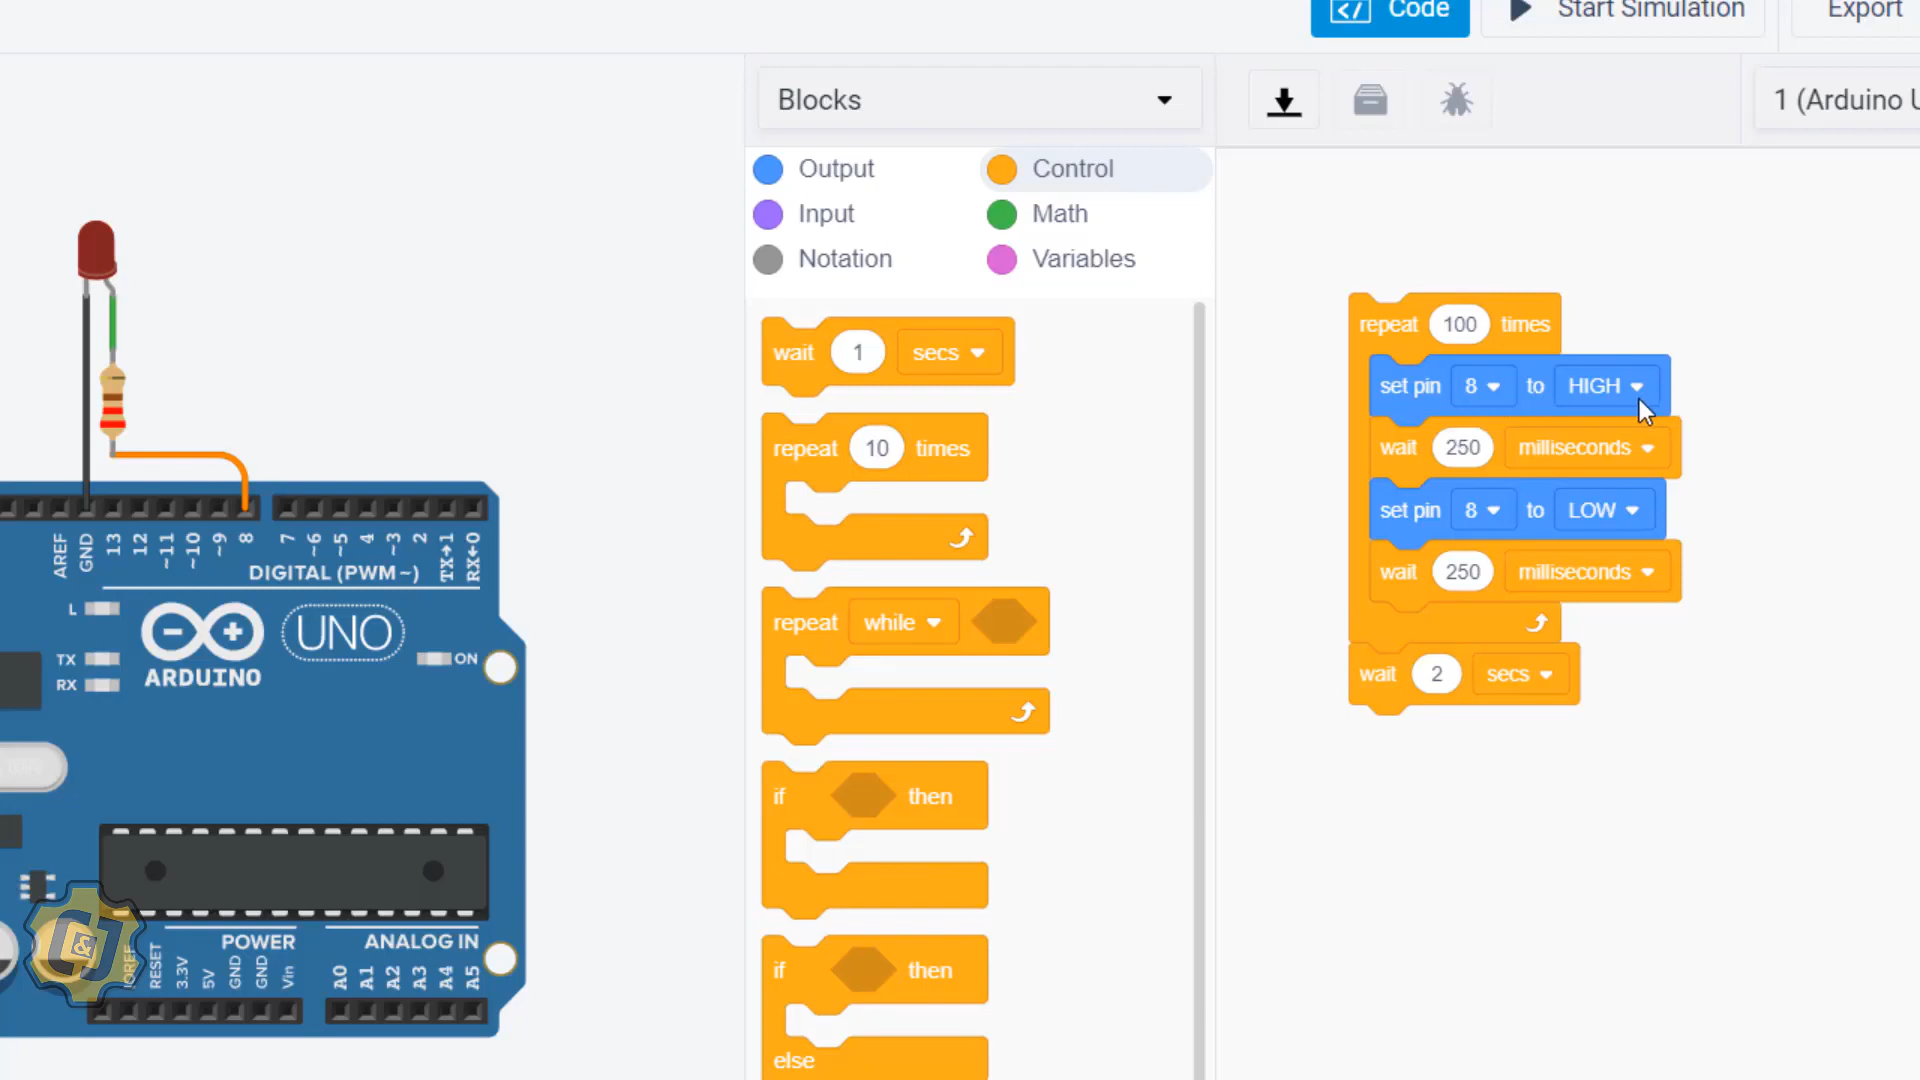 Code
Start Simulation
Export
Blocks
1 (Arduino U
Output
Control
Input
Math
Notation
Variables
wait 1 secs
repeat 10 times
repeat while
if then
if then
else
repeat 100 times
set pin 8 to HIGH
wait 250 milliseconds
set pin 8 to LOW
wait 250 milliseconds
wait 2 secs
AREF
GND
13
12
~11
~10
~9
8
7
~6
~5
4
~3
2
TX→1
RX←0
DIGITAL (PWM~)
L
TX
RX
ARDUINO
UNO
ON
POWER
ANALOG IN
IOREF
RESET
3.3V
5V
GND
GND
Vin
A0
A1
A2
A3
A4
A5